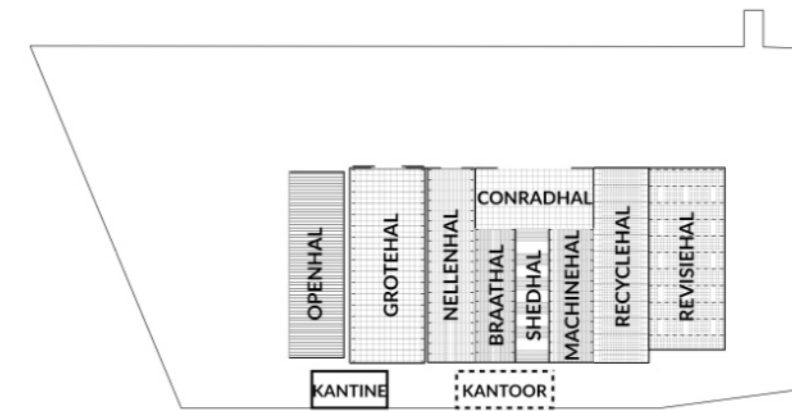 CONRADHAL
OPENHAL
GROTEHAL
NELLENHAL
BRAATHAL
SHEDHAL
MACHINEHAL
RECYCLEHAL
REVISIEHAL
KANTINE
KANTOOR